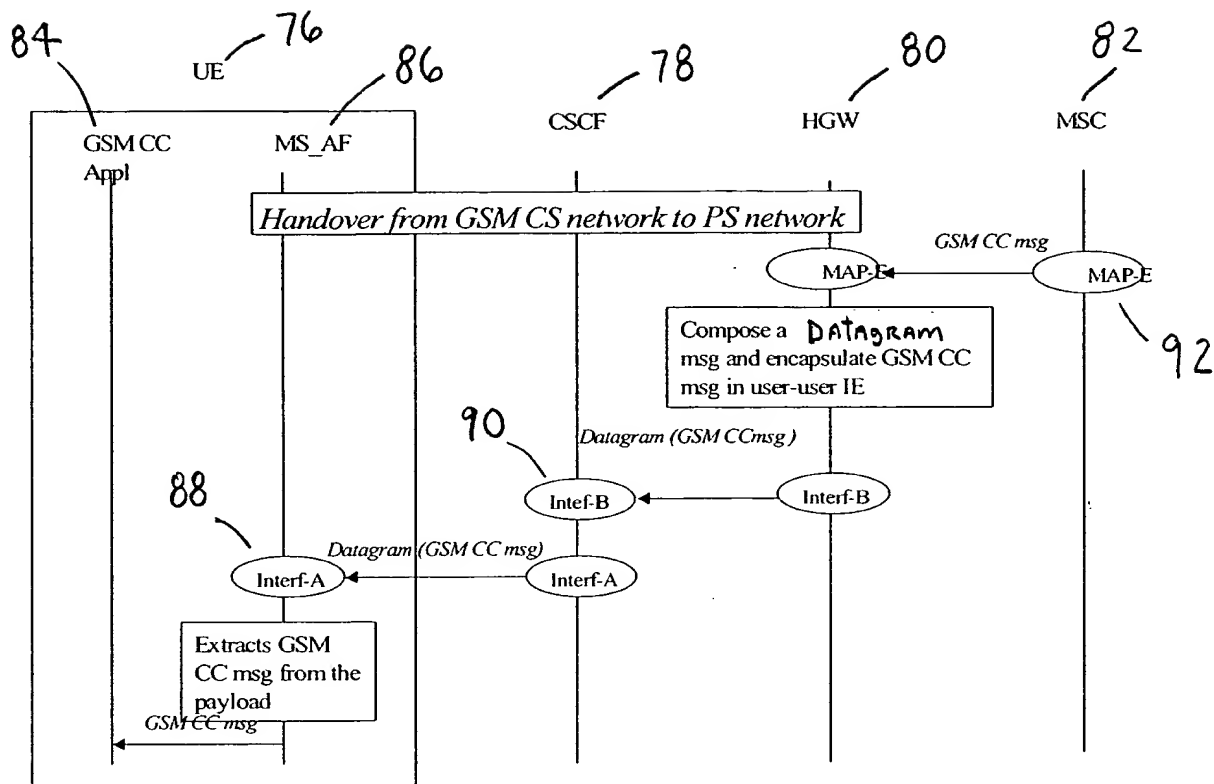 84
76
UE
86
78
80
82
GSM CC
Appl
MS_AF
CSCF
HGW
MSC
Handover from GSM CS network to PS network
GSM CC msg
MAP-E
MAP-E
92
Compose a DATAgRAM
msg and encapsulate GSM CC
msg in user-user IE
90
Datagram (GSM CCmsg )
Intef-B
Interf-B
88
Datagram (GSM CC msg)
Interf-A
Interf-A
Extracts GSM
CC msg from the
payload
GSM CC msg